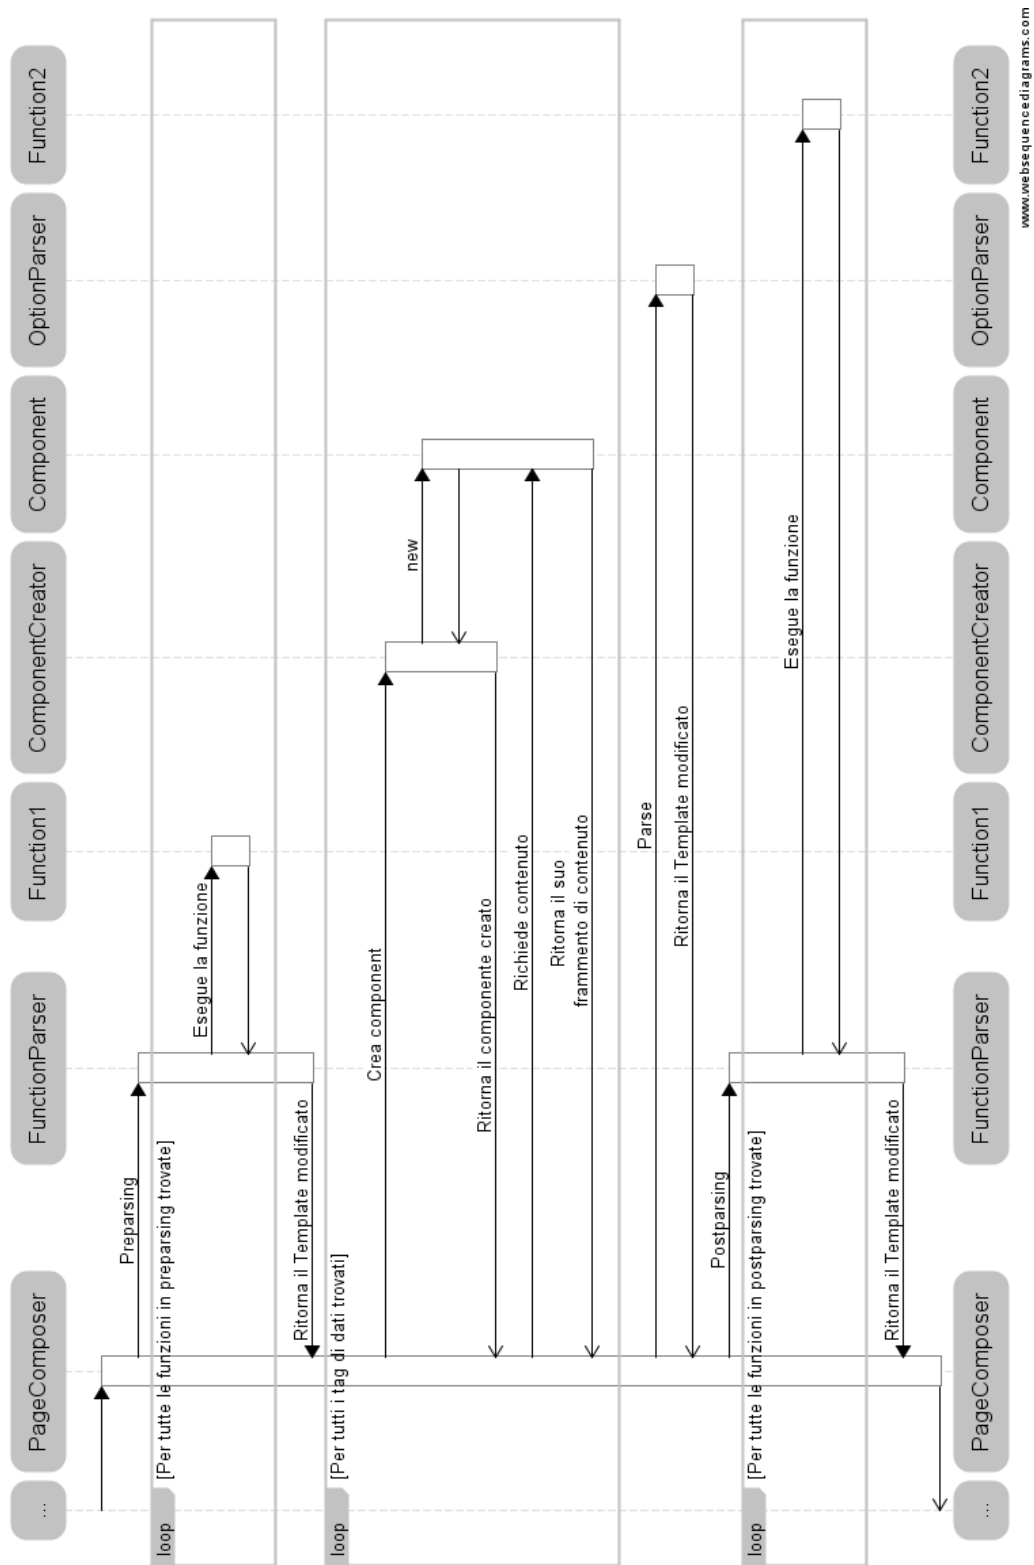 ...
PageComposer
FunctionParser
Function1
ComponentCreator
Component
OptionParser
Function2
Preparsing
loop
[Per tutte le funzioni in preparsing trovate]
Esegue la funzione
Ritorna il Template modificato
loop
[Per tutti i tag di dati trovati]
Crea component
new
Ritorna il componente creato
Richiede contenuto
Ritorna il suo
frammento di contenuto
Parse
Ritorna il Template modificato
Postparsing
loop
[Per tutte le funzioni in postparsing trovate]
Esegue la funzione
Ritorna il Template modificato
...
PageComposer
FunctionParser
Function1
ComponentCreator
Component
OptionParser
Function2
www.websequencediagrams.com